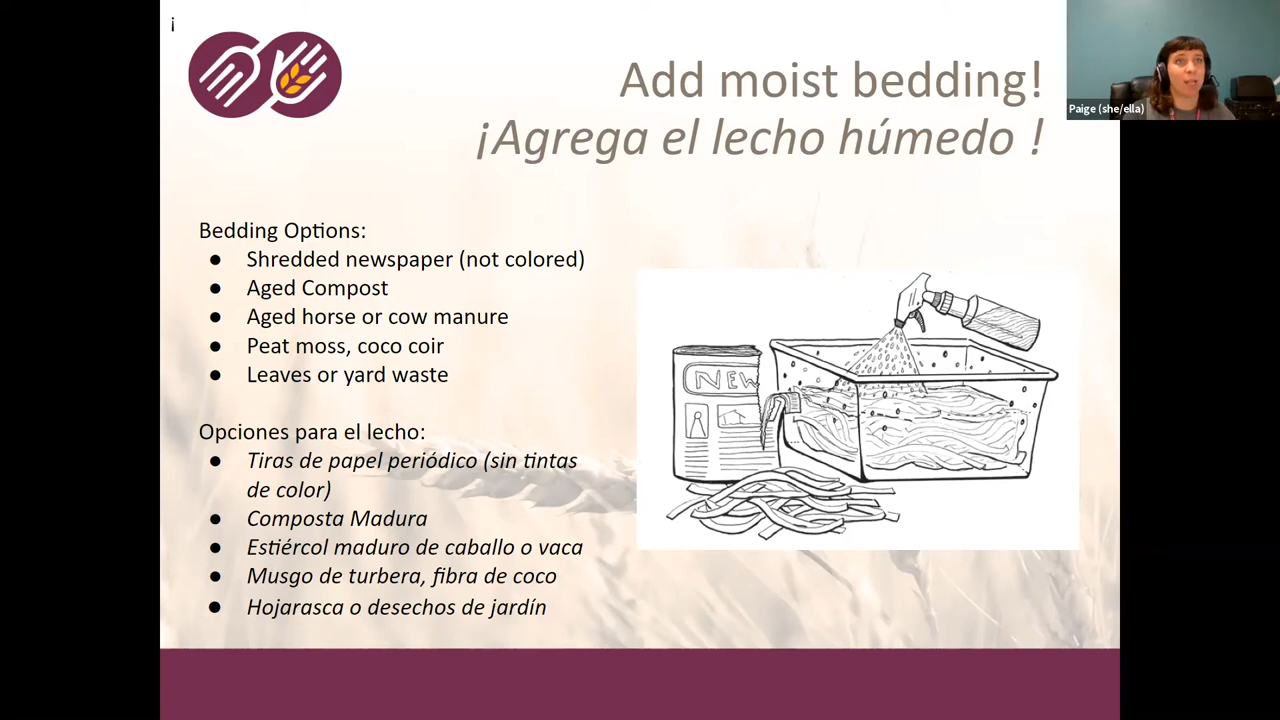 ¡
Add moist bedding!
¡Agrega el lecho húmedo !
Paige (she/ella)
Bedding Options:
● Shredded newspaper (not colored)
● Aged Compost
● Aged horse or cow manure
● Peat moss, coco coir
● Leaves or yard waste
Opciones para el lecho:
● Tiras de papel periódico (sin tintas
de color)
● Composta Madura
● Estiércol maduro de caballo o vaca
● Musgo de turbera, fibra de coco
● Hojarasca o desechos de jardín
NEW